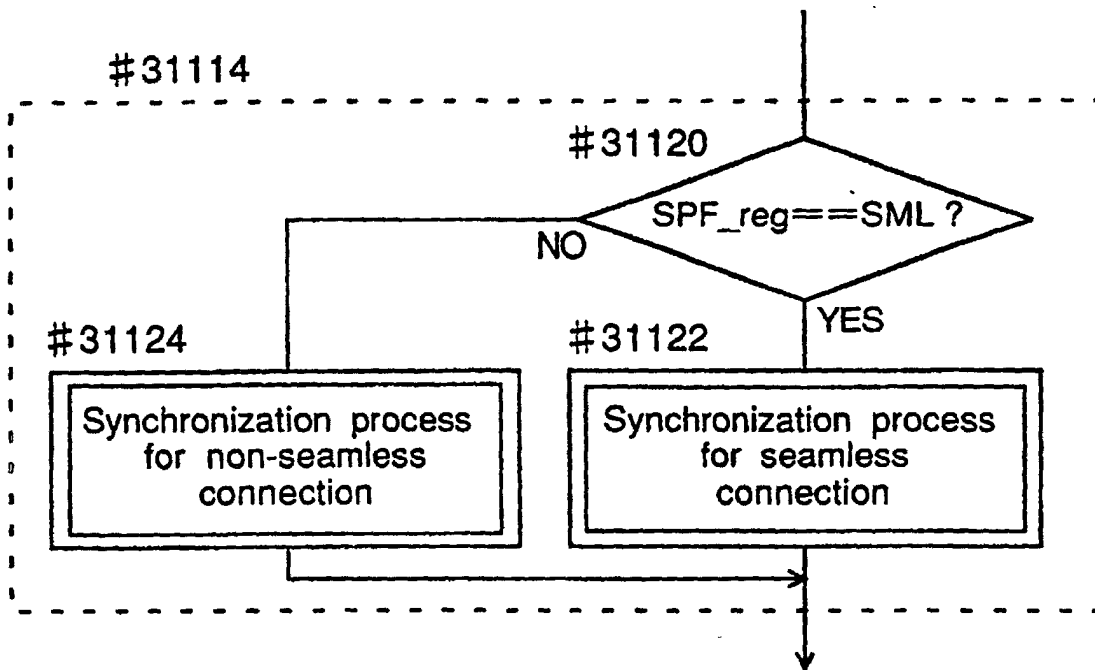 #31114
#31120
SPF_reg==SML ?
NO
YES
#31124
#31122
Synchronization process
for non-seamless
connection
Synchronization process
for seamless
connection